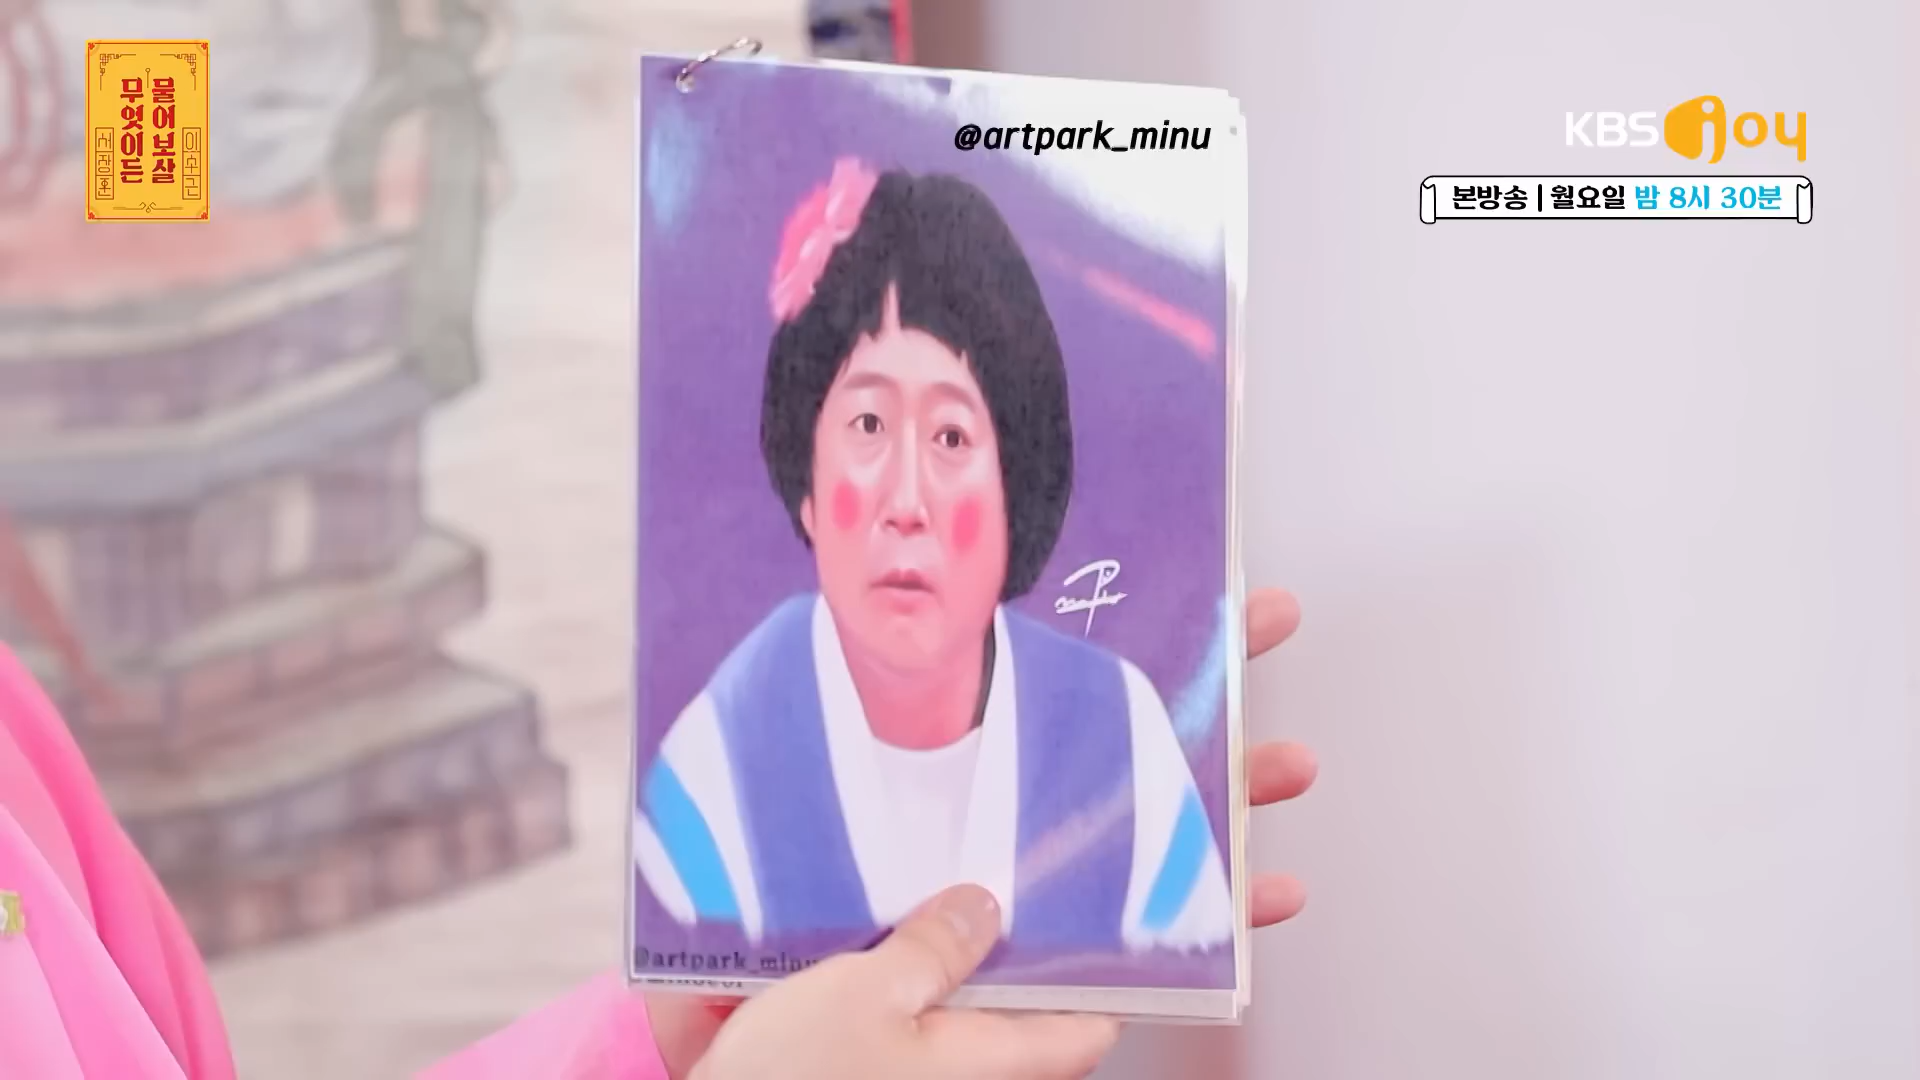 무엇이든
물어보살
서장훈
이수근
@artpark_minu
KBS joy
본방송 | 월요일 밤 8시 30분
@artpark_minu